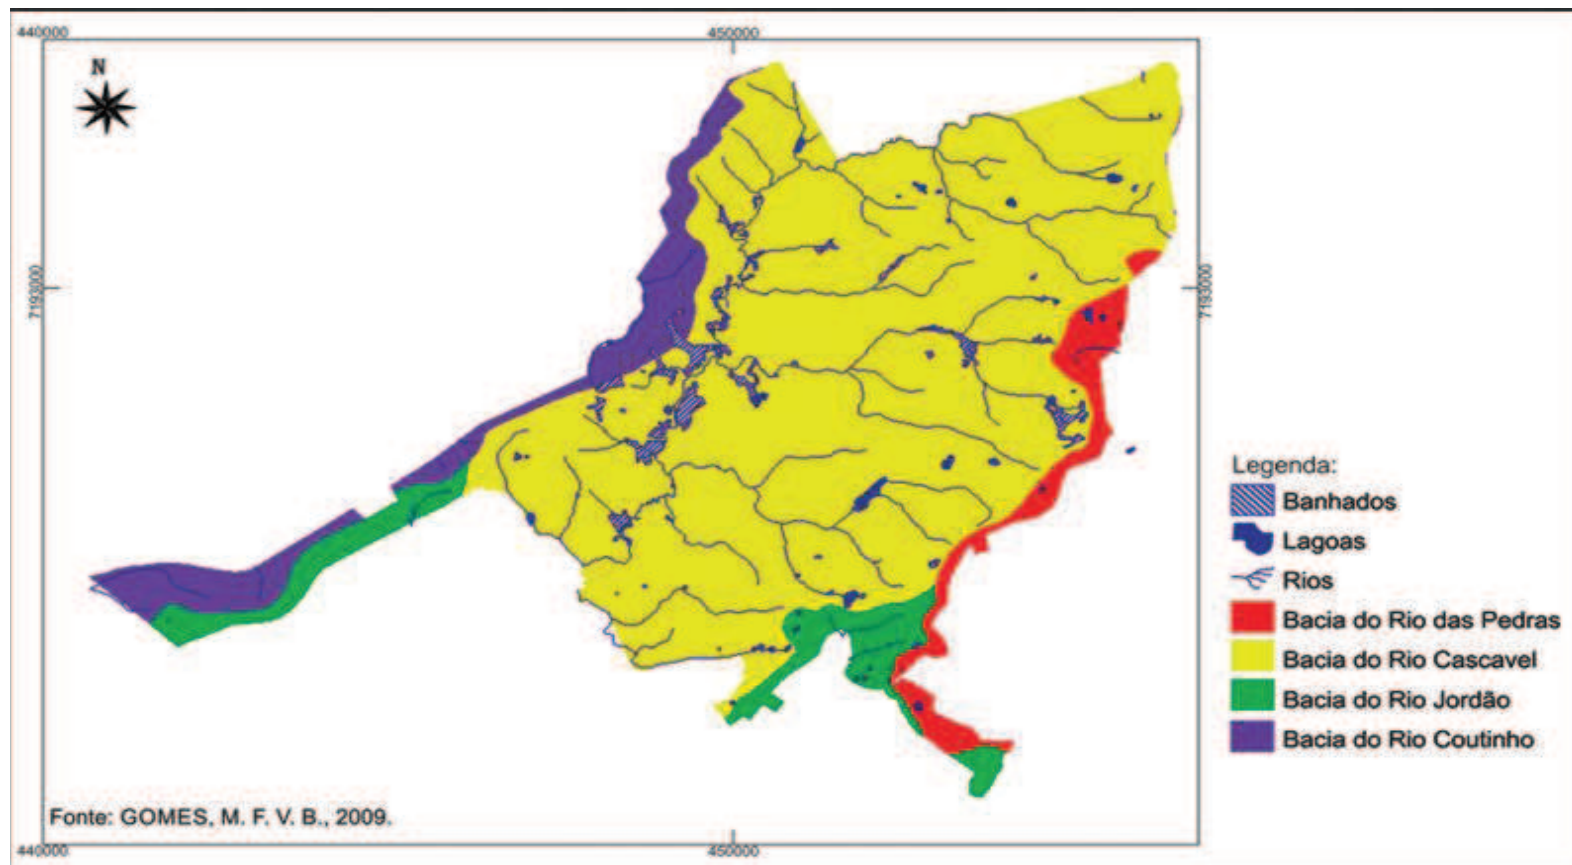 440000
450000
N
7193000
7193000
Legenda:
Banhados
Lagoas
Rios
Bacia do Rio das Pedras
Bacia do Rio Cascavel
Bacia do Rio Jordão
Bacia do Rio Coutinho
Fonte: GOMES, M. F. V. B., 2009.
440000
450000